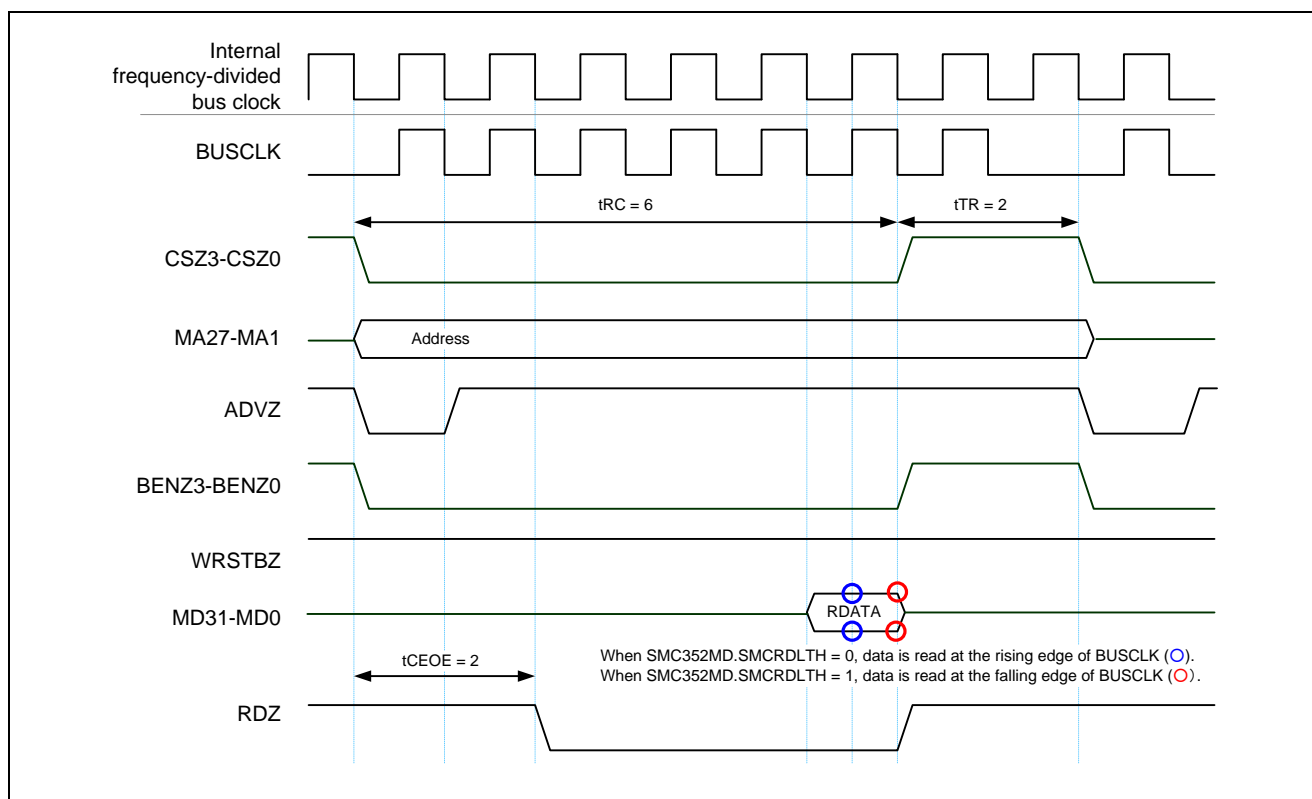 Internal
frequency-divided
bus clock
BUSCLK
tRC = 6
tTR = 2
CSZ3-CSZ0
MA27-MA1
Address
ADVZ
BENZ3-BENZ0
WRSTBZ
MD31-MD0
RDATA
When SMC352MD.SMCRDLTH = 0, data is read at the rising edge of BUSCLK (○).
When SMC352MD.SMCRDLTH = 1, data is read at the falling edge of BUSCLK (○).
tCEOE = 2
RDZ